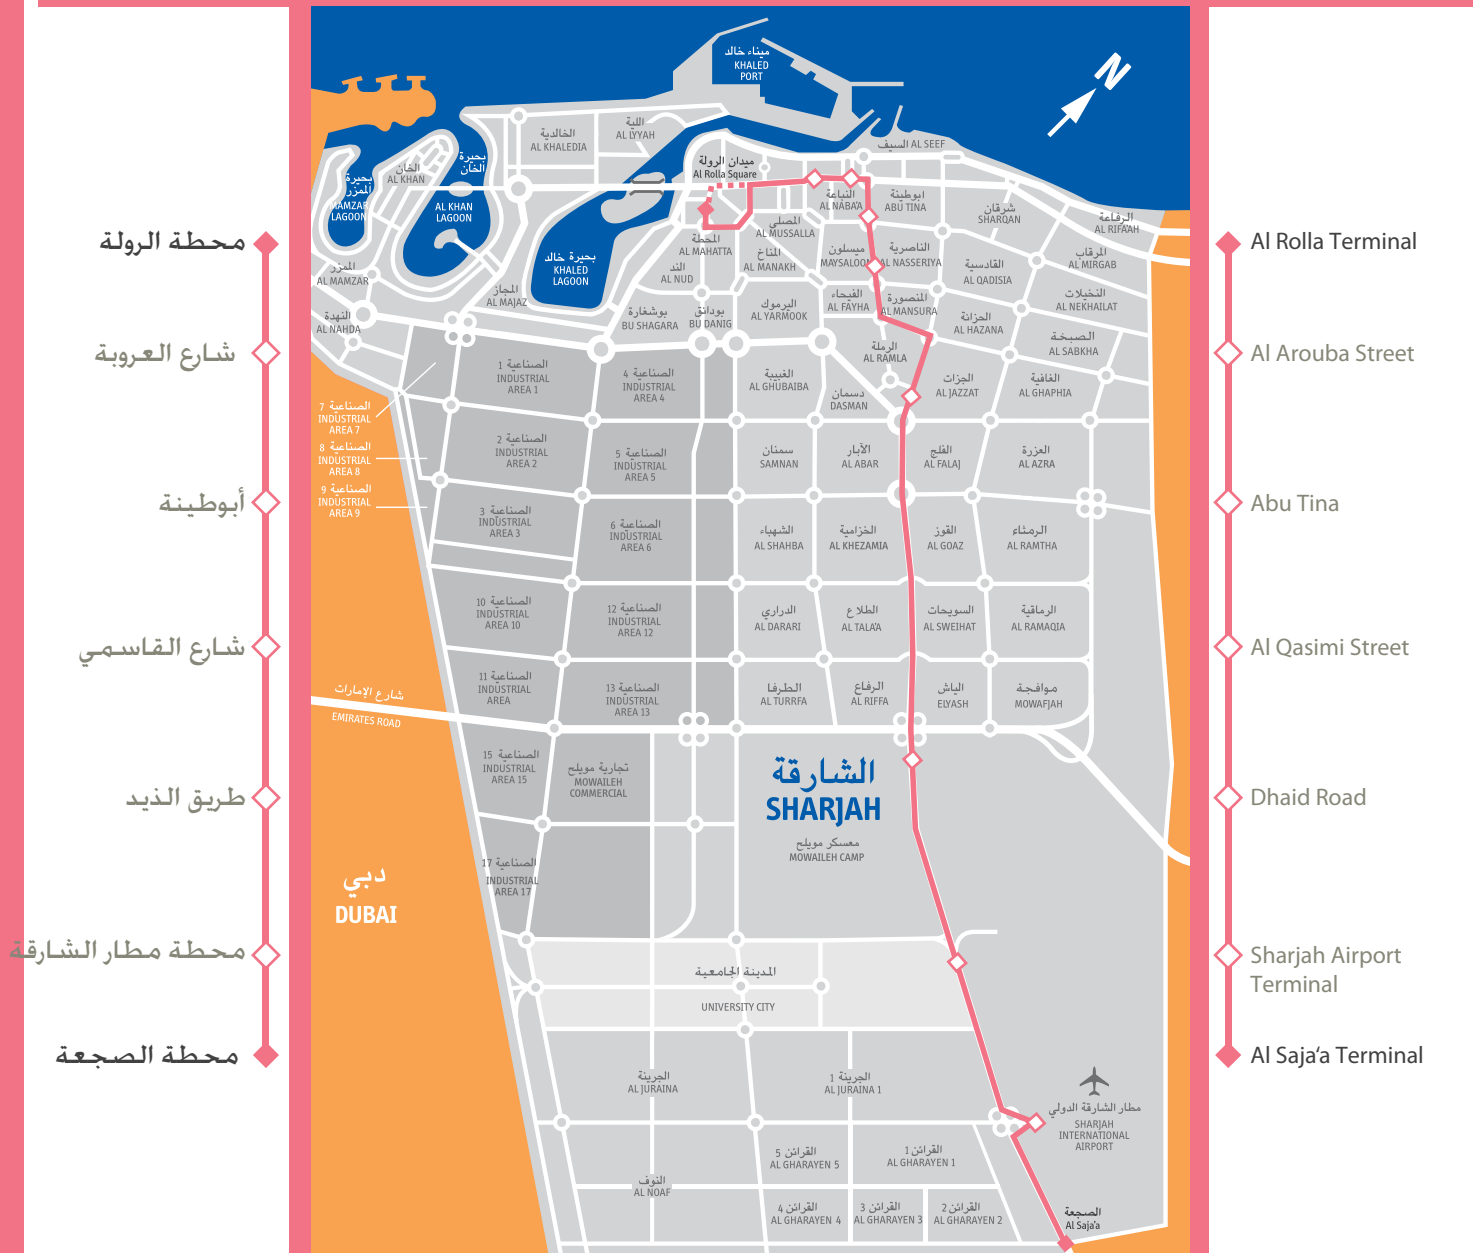 محطة الرولة
شارع العروبة
أبوطينة
شارع القاسمي
طريق الذيد
محطة مطار الشارقة
محطة الصجعة
ميناء خالد
KHALED
PORT
N
الخالدية
AL KHALEDIA
اللية
AL LYYAH
السيف AL SEEF
بحيرة
الخان
الخان
AL KHAN
بحيرة
الممزر
MAMZAR
LAGOON
AL KHAN
LAGOON
ميدان الرولة
Al Rolla Square
النباعة
AL NABA'A
ابوطينة
ABU TINA
شرقان
SHARQAN
الرفاعة
AL RIFA'AH
المصلى
AL MUSSALLA
المحطة
AL MAHATTA
المناخ
AL MANAKH
ميسلون
MAYSALOON
الناصرية
AL NASSERIYA
القادسية
AL QADISIA
المرقاب
AL MIRGAB
بحيرة خالد
KHALED
LAGOON
الند
AL NUD
الممزر
AL MAMZAR
المجاز
AL MAJAZ
النهدة
AL NAHDA
بوشغارة
BU SHAGARA
بودانق
BU DANIG
اليرموك
AL YARMOOK
الفيحاء
AL FAYHA
المنصورة
AL MANSURA
الحزانة
AL HAZANA
النخيلات
AL NEKHAILAT
الصبخة
AL SABKHA
الرملة
AL RAMLA
الصناعية 1
INDUSTRIAL
AREA 1
الصناعية 4
INDUSTRIAL
AREA 4
الغبيبة
AL GHUBAIBA
دسمان
DASMAN
الجزات
AL JAZZAT
الغافية
AL GHAPHIA
الصناعية 7
INDUSTRIAL
AREA 7
الصناعية 8
INDUSTRIAL
AREA 8
الصناعية 9
INDUSTRIAL
AREA 9
الصناعية 2
INDUSTRIAL
AREA 2
الصناعية 5
INDUSTRIAL
AREA 5
سمنان
SAMNAN
الآبار
AL ABAR
الفلج
AL FALAJ
العزرة
AL AZRA
الصناعية 3
INDUSTRIAL
AREA 3
الصناعية 6
INDUSTRIAL
AREA 6
الشهباء
AL SHAHBA
الخزامية
AL KHEZAMIA
القوز
AL GOAZ
الرمثاء
AL RAMTHA
الصناعية 10
INDUSTRIAL
AREA 10
الصناعية 12
INDUSTRIAL
AREA 12
الدراري
AL DARARI
الطلاع
AL TALA'A
السويحات
AL SWEIHAT
الرماقية
AL RAMAQIA
الصناعية 11
INDUSTRIAL
AREA
الصناعية 13
INDUSTRIAL
AREA 13
الطرفا
AL TURRFA
الرفاع
AL RIFFA
الياش
ELYASH
موافجة
MOWAFJAH
شارع الإمارات
EMIRATES ROAD
الصناعية 15
INDUSTRIAL
AREA 15
تجارية مويلح
MOWAILEH
COMMERCIAL
الشارقة
SHARJAH
معسكر مويلح
MOWAILEH CAMP
دبي
DUBAI
الصناعية 17
INDUSTRIAL
AREA 17
المدينة الجامعية
UNIVERSITY CITY
الجرينة
AL JURAINA
الجرينة 1
AL JURAINA 1
مطار الشارقة الدولي
SHARJAH
INTERNATIONAL
AIRPORT
القرائن 5
AL GHARAYEN 5
القرائن 1
AL GHARAYEN 1
النوف
AL NOAF
القرائن 4
AL GHARAYEN 4
القرائن 3
AL GHARAYEN 3
القرائن 2
AL GHARAYEN 2
الصجعة
Al Saja'a
Al Rolla Terminal
Al Arouba Street
Abu Tina
Al Qasimi Street
Dhaid Road
Sharjah Airport
Terminal
Al Saja‘a Terminal